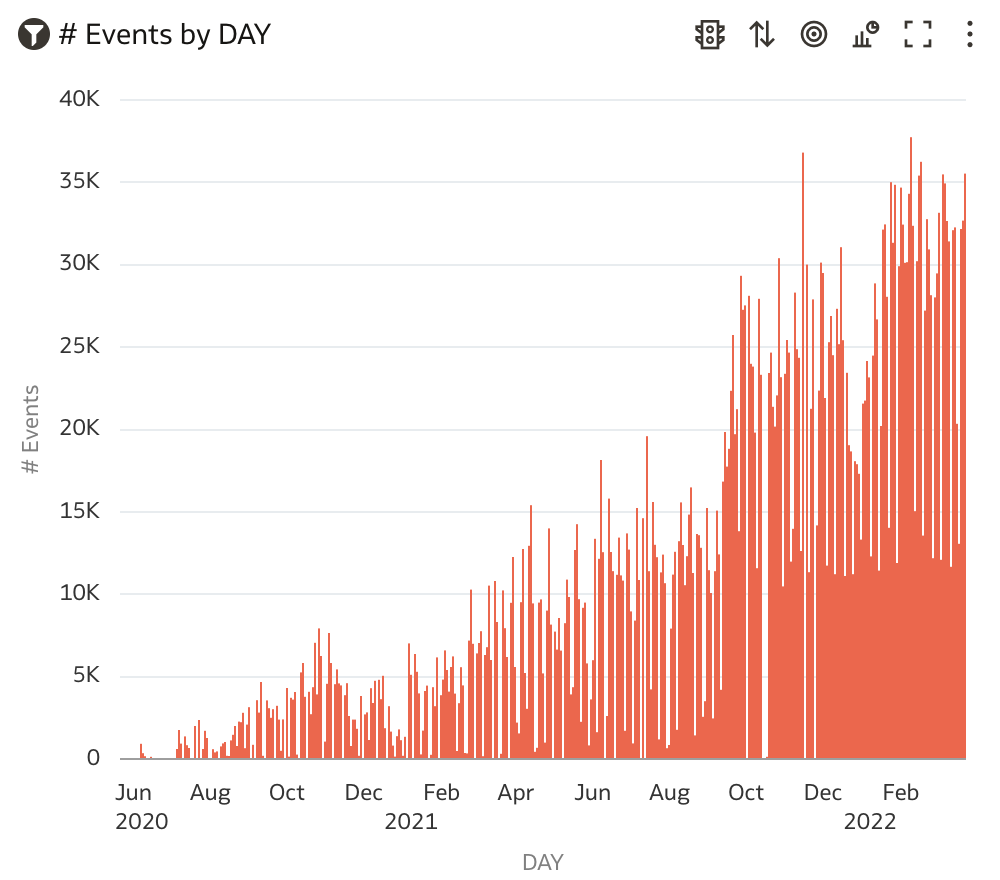 # Events by DAY
40K
35K
30K
25K
20K
15K
10K
5K
0
# Events
Jun Aug Oct Dec Feb Apr Jun Aug Oct Dec Feb
2020 2021 2022
DAY